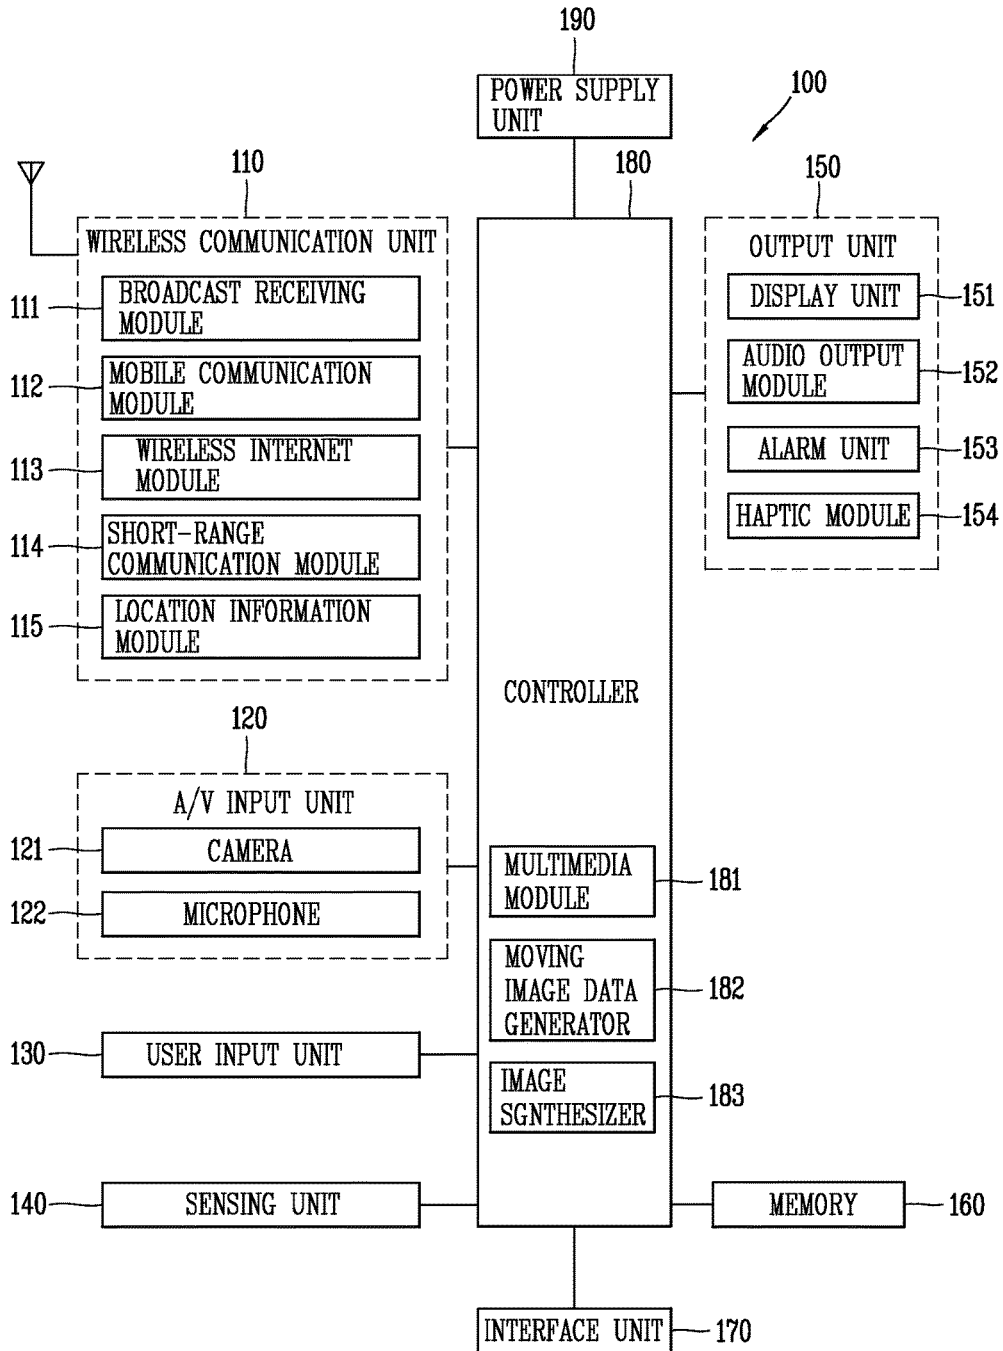 190
POWER SUPPLY
UNIT
100
110
180
150
WIRELESS COMMUNICATION UNIT
111
BROADCAST RECEIVING
MODULE
112
MOBILE COMMUNICATION
MODULE
113
WIRELESS INTERNET
MODULE
114
SHORT-RANGE
COMMUNICATION MODULE
115
LOCATION INFORMATION
MODULE
OUTPUT UNIT
DISPLAY UNIT
151
AUDIO OUTPUT
MODULE
152
ALARM UNIT
153
HAPTIC MODULE
154
CONTROLLER
120
A/V INPUT UNIT
121
CAMERA
122
MICROPHONE
MULTIMEDIA
MODULE
181
MOVING
IMAGE DATA
GENERATOR
182
IMAGE
SGNTHESIZER
183
130
USER INPUT UNIT
140
SENSING UNIT
MEMORY
160
INTERFACE UNIT
170